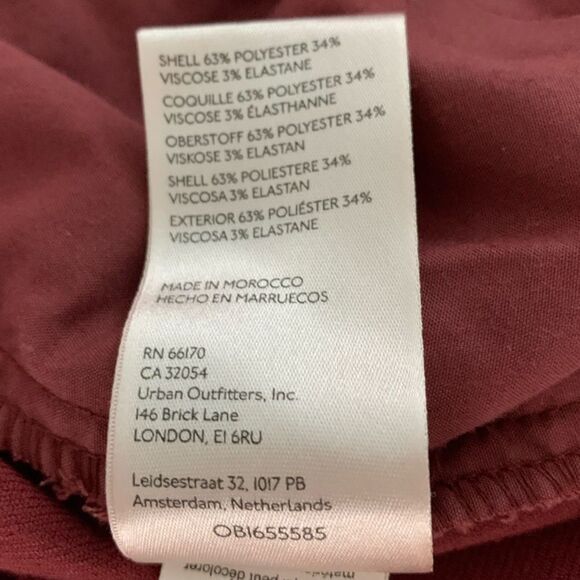 SHELL 63% POLYESTER 34%
VISCOSE 3% ELASTANE
COQUILLE 63% POLYESTER 34%
VISCOSE 3% ÉLASTHANNE
OBERSTOFF 63% POLYESTER 34%
VISKOSE 3% ELASTAN
SHELL 63% POLIESTERE 34%
VISCOSA 3% ELASTAN
EXTERIOR 63% POLIÉSTER 34%
VISCOSA 3% ELASTANE
MADE IN MOROCCO
HECHO EN MARRUECOS
RN 66170
CA 32054
Urban Outfitters, Inc.
146 Brick Lane
LONDON, E1 6RU
Leidsestraat 32, 1017 PB
Amsterdam, Netherlands
OB1655585
peut décolorer